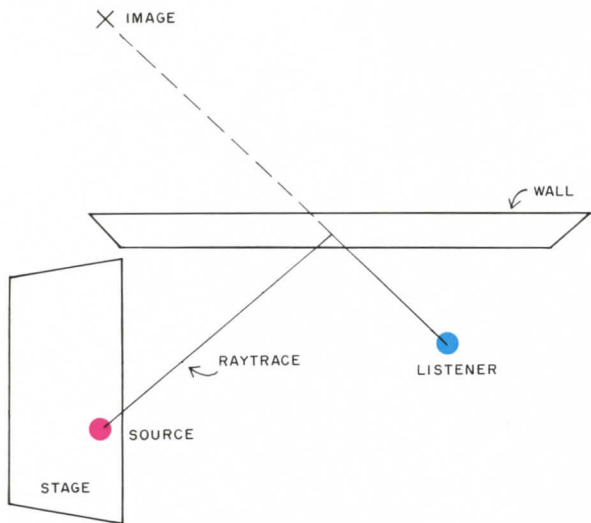 IMAGE
WALL
RAYTRACE
LISTENER
SOURCE
STAGE